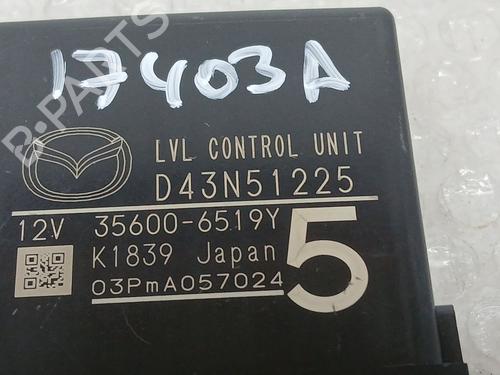 17403A
B-PARTS
LVL CONTROL UNIT
D43N51225
12V 35600-6519Y
K1839 Japan
03PmA057024
5